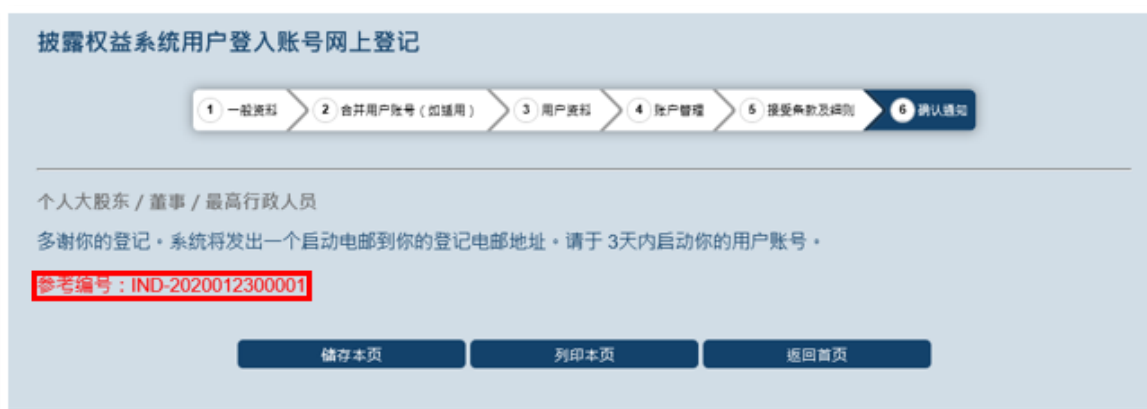 披露权益系统用户登入账号网上登记
1 一般资料 2 合并用户账号 ( 如适用 ) 3 用户资料 4 账户管理 5 接受条款及细则 6 确认通知
个人大股东 / 董事 / 最高行政人员
多谢你的登记。系统将发出一个启动电邮到你的登记电邮地址。请于 3天内启动你的用户账号。
参考编号：IND-2020012300001
储存本页 列印本页 返回首页